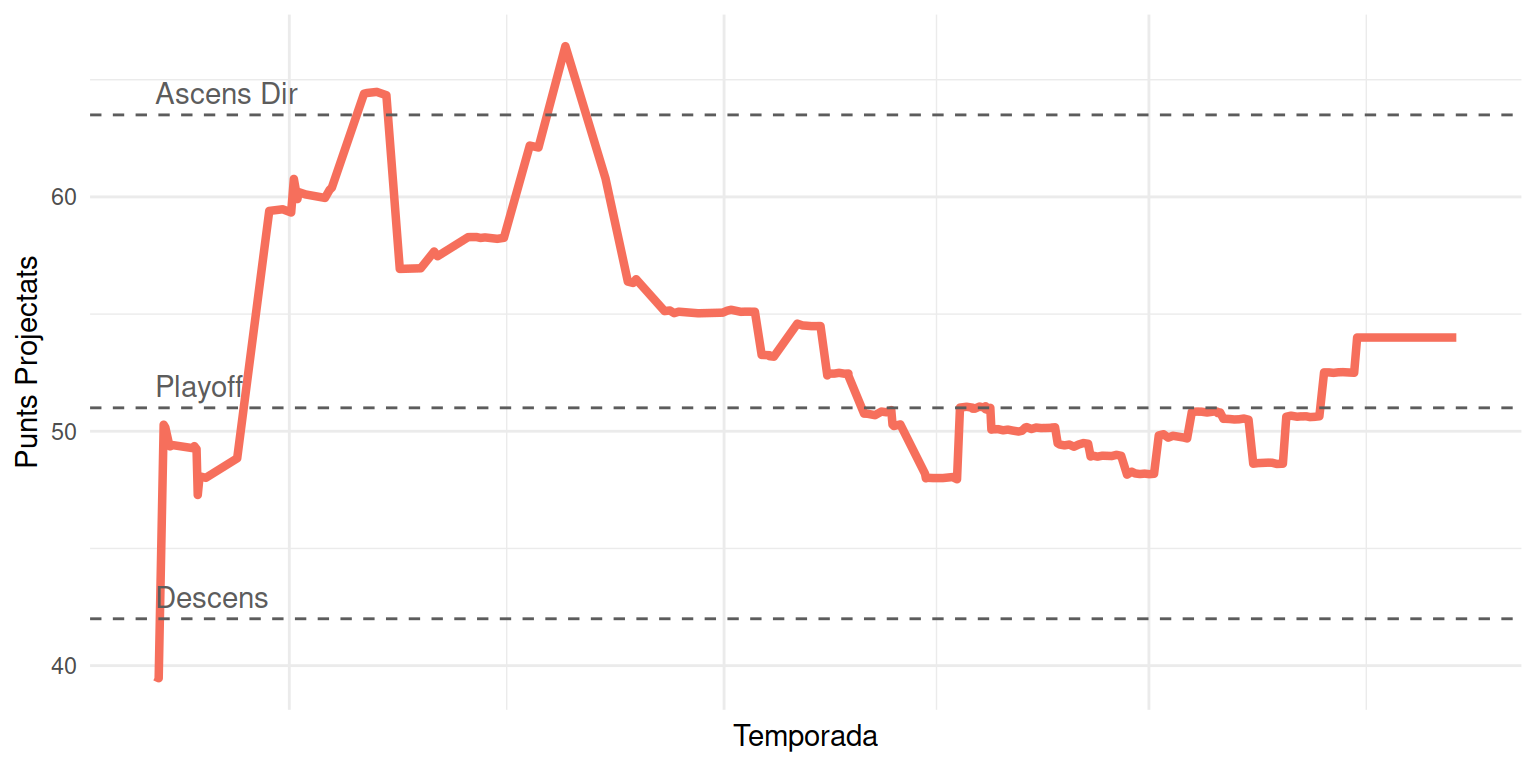 Ascens Dir
60
Playoff
50
Descens
40
Punts Projectats
Temporada